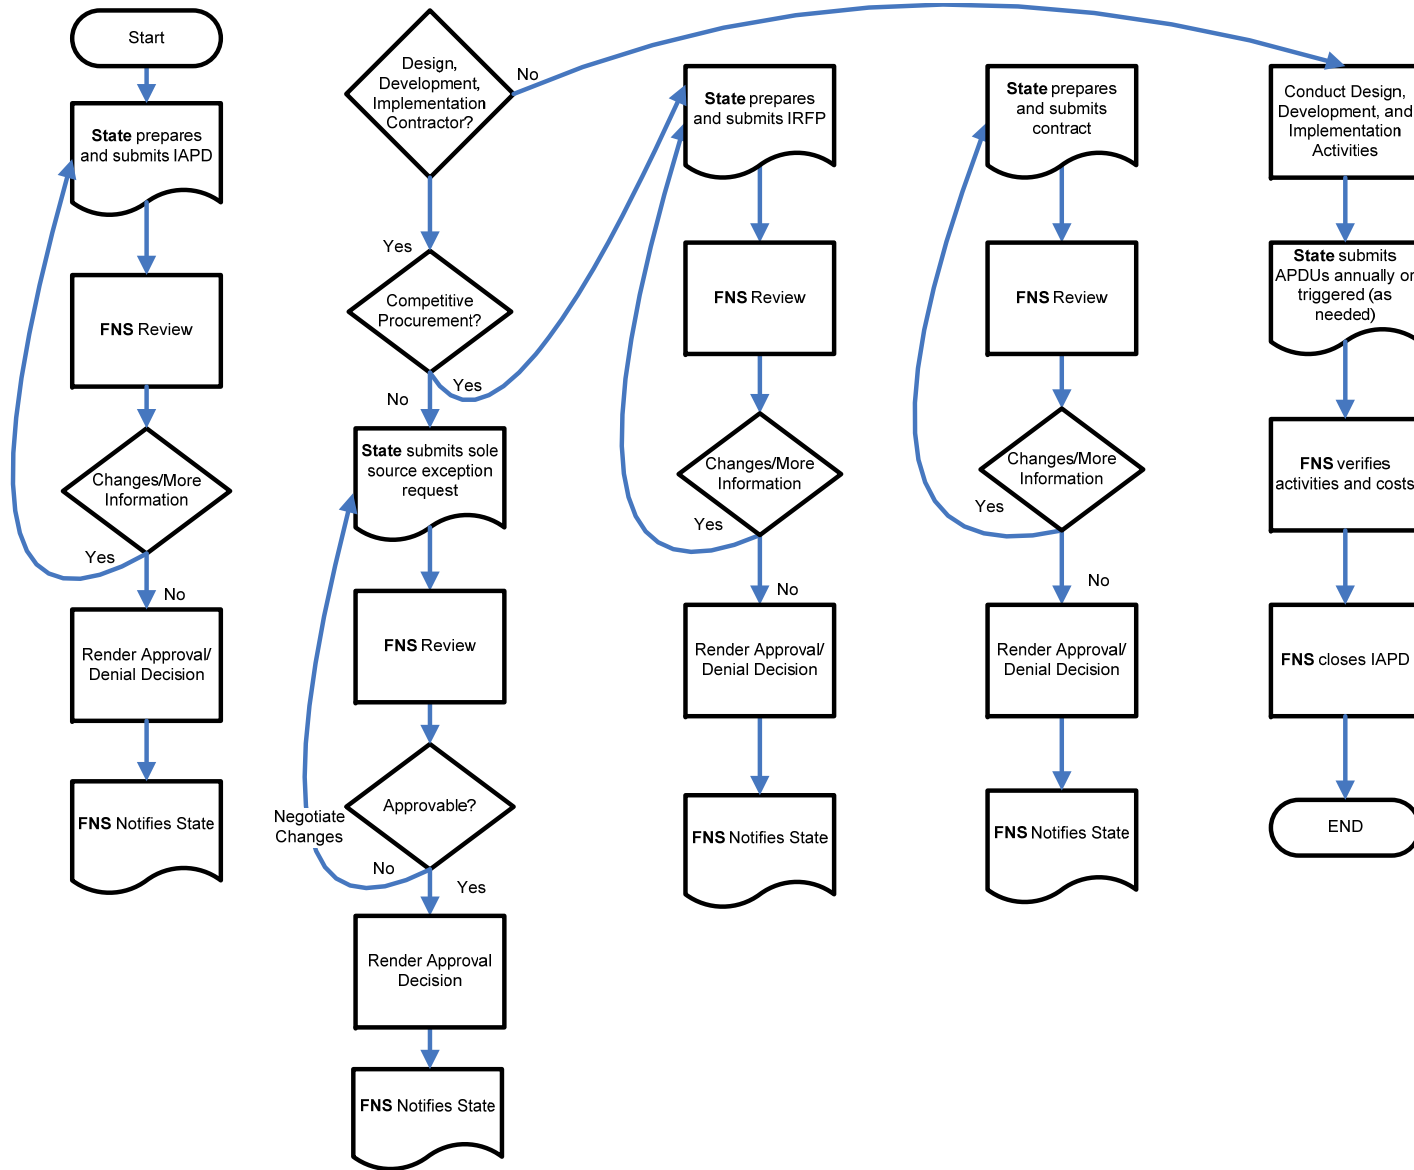 Start
State prepares
and submits IAPD
FNS Review
Changes/More
Information
Yes
No
Render Approval/
Denial Decision
FNS Notifies State
Design,
Development,
Implementation
Contractor?
No
Yes
Competitive
Procurement?
Yes
No
State submits sole
source exception
request
FNS Review
Approvable?
Negotiate
Changes
No
Yes
Render Approval
Decision
FNS Notifies State
State prepares
and submits IRFP
FNS Review
Changes/More
Information
Yes
No
Render Approval/
Denial Decision
FNS Notifies State
State prepares
and submits
contract
FNS Review
Changes/More
Information
Yes
No
Render Approval/
Denial Decision
FNS Notifies State
Conduct Design,
Development, and
Implementation
Activities
State submits
APDUs annually or
triggered (as
needed)
FNS verifies
activities and costs
FNS closes IAPD
END